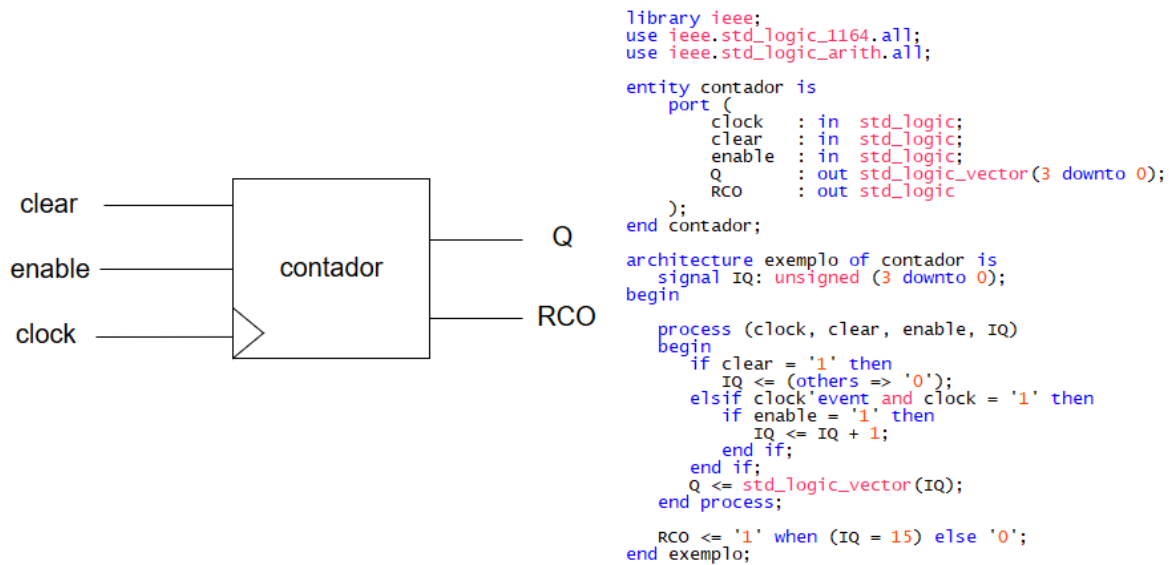 clear
enable
clock
contador
Q
RCO
library ieee;
use ieee.std_logic_1164.all;
use ieee.std_logic_arith.all;
entity contador is
port (
clock : in std_logic;
clear : in std_logic;
enable : in std_logic;
Q : out std_logic_vector(3 downto 0);
RCO : out std_logic
);
end contador;
architecture exemplo of contador is
signal IQ: unsigned (3 downto 0);
begin
process (clock, clear, enable, IQ)
begin
if clear = '1' then
IQ <= (others => '0');
elsif clock'event and clock = '1' then
if enable = '1' then
IQ <= IQ + 1;
end if;
end if;
Q <= std_logic_vector(IQ);
end process;
RCO <= '1' when (IQ = 15) else '0';
end exemplo;